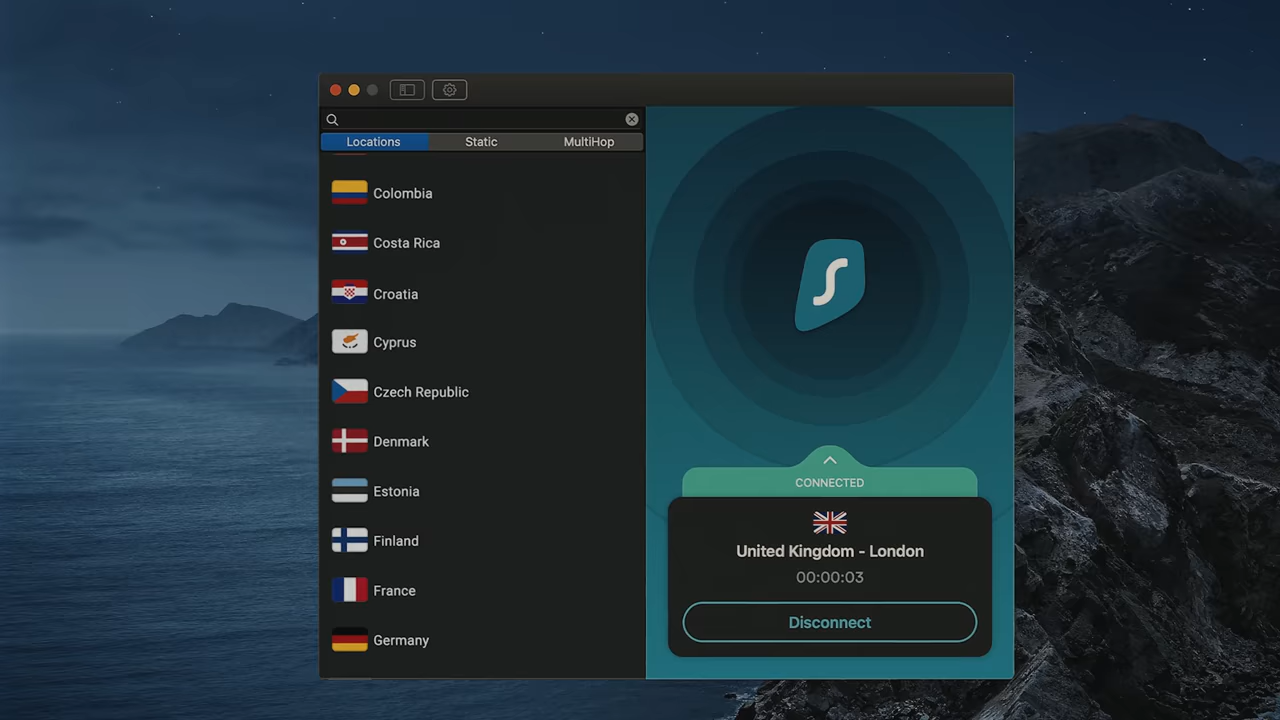 Locations Static MultiHop
Colombia
Costa Rica
Croatia
Cyprus
Czech Republic
Denmark
Estonia
Finland
France
Germany
S
CONNECTED
United Kingdom - London
00:00:03
Disconnect